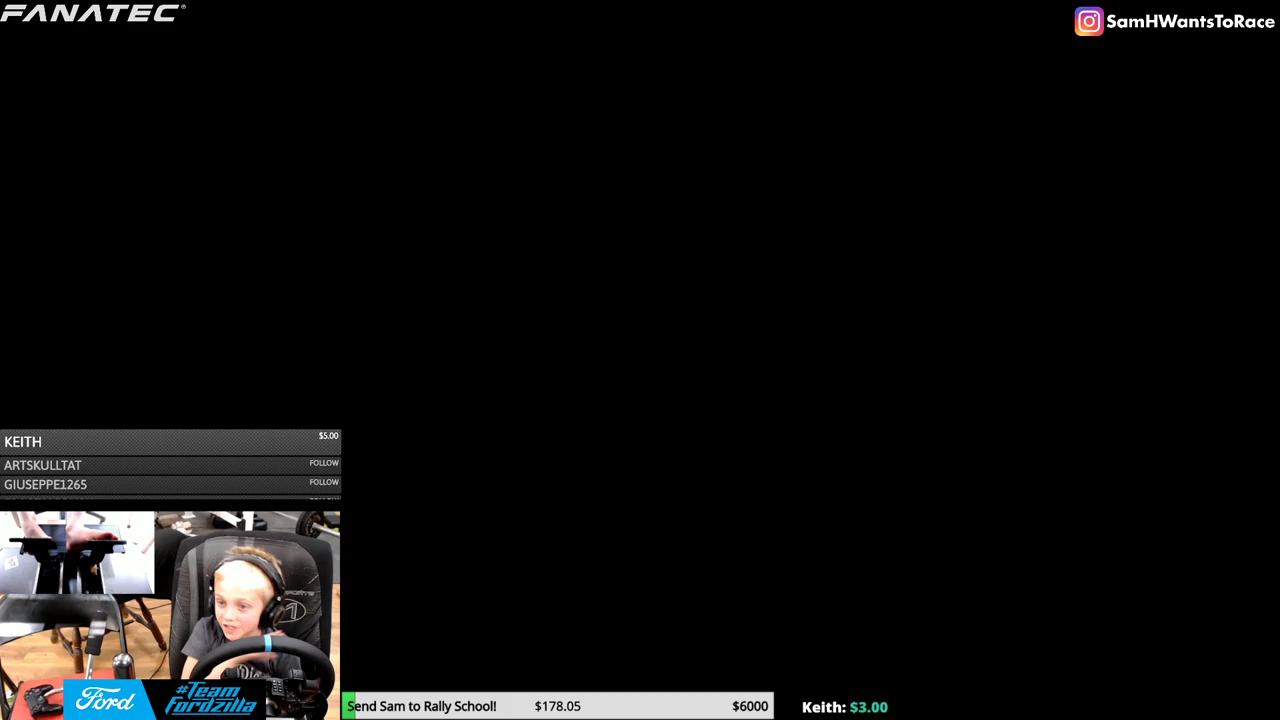 FANATEC
SamHWantsToRace
KEITH $5.00
ARTSKULLTAT FOLLOW
GIUSEPPE1265 FOLLOW
1
Ford
#Team
Fordzilla
Send Sam to Rally School! $178.05 $6000
Keith: $3.00